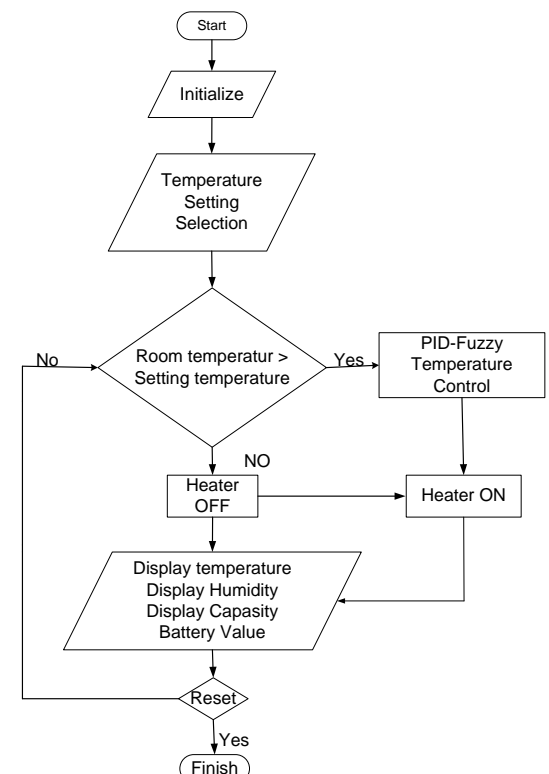 Start
Initialize
Temperature
Setting
Selection
No
Room temperatur >
Setting temperature
Yes
PID-Fuzzy
Temperature
Control
NO
Heater
OFF
Heater ON
Display temperature
Display Humidity
Display Capasity
Battery Value
Reset
Yes
Finish